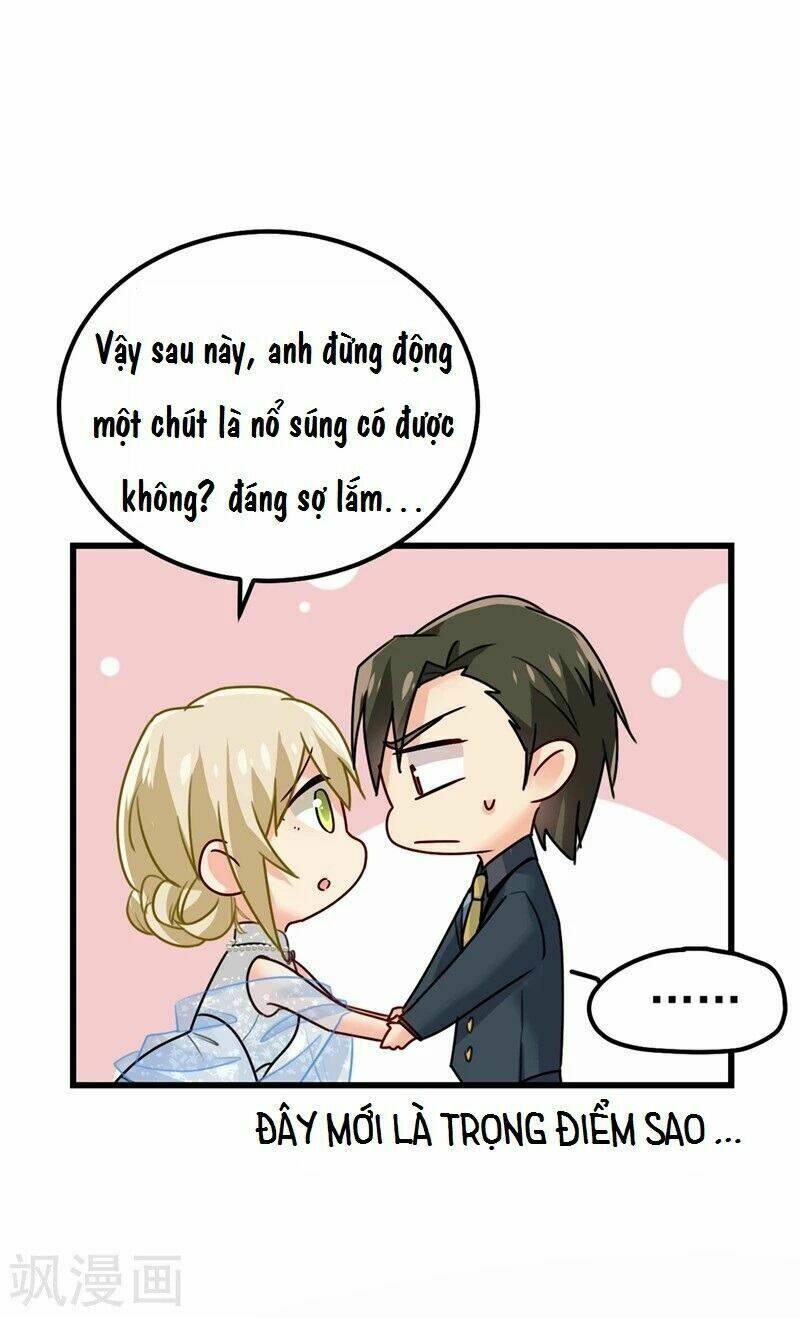 Vậy sau này, anh đừng động
một chút là nổ súng có được
không? đáng sợ lắm...
......
ĐÂY MỚI LÀ TRỌNG ĐIỂM SAO ...
飒漫画